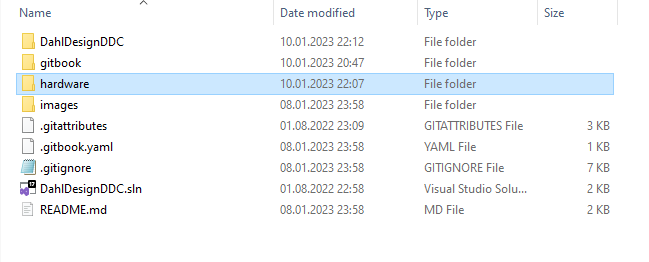 Name Date modified Type Size
DahlDesignDDC 10.01.2023 22:12 File folder
gitbook 10.01.2023 20:47 File folder
hardware 10.01.2023 22:07 File folder
images 08.01.2023 23:58 File folder
.gitattributes 01.08.2022 23:09 GITATTRIBUTES File 3 KB
.gitbook.yaml 08.01.2023 23:58 YAML File 1 KB
.gitignore 08.01.2023 23:58 GITIGNORE File 7 KB
DahlDesignDDC.sln 01.08.2022 22:58 Visual Studio Solu... 2 KB
README.md 08.01.2023 23:58 MD File 2 KB